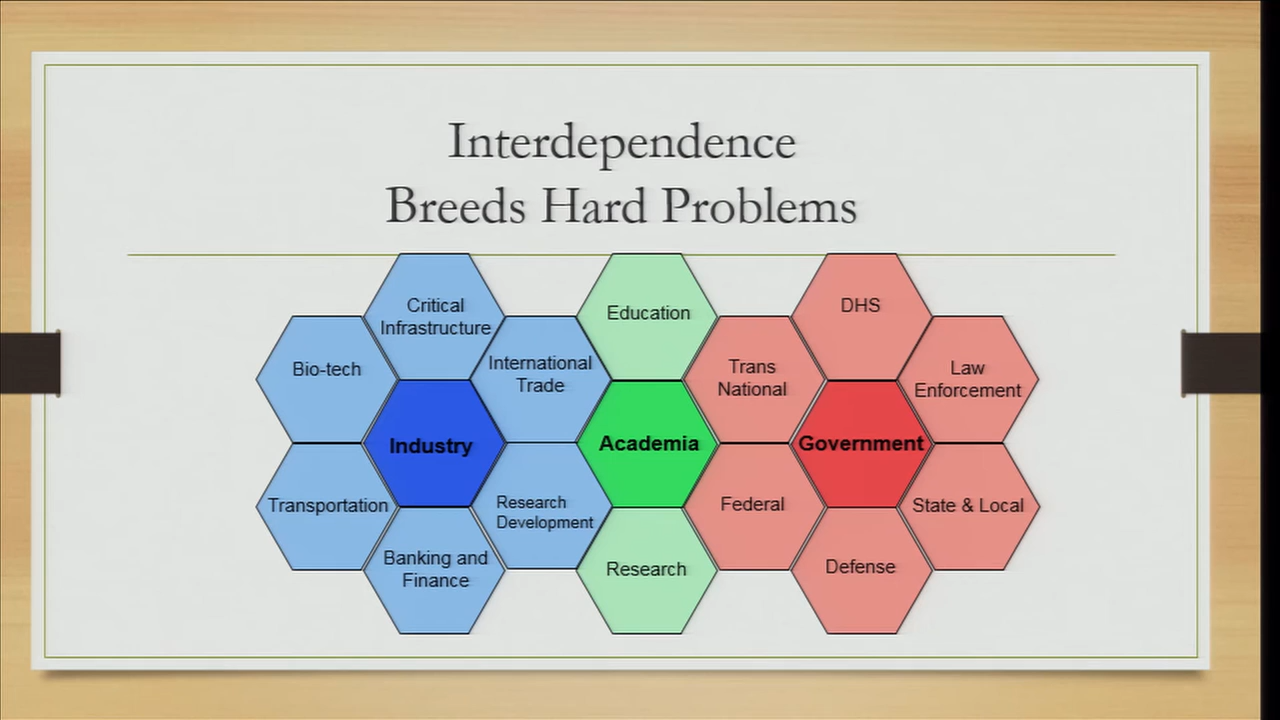 Interdependence
Breeds Hard Problems
Critical
Infrastructure
Education
DHS
Bio-tech
International
Trade
Trans
National
Law
Enforcement
Industry
Academia
Government
Transportation
Research
Development
Federal
State & Local
Banking and
Finance
Research
Defense